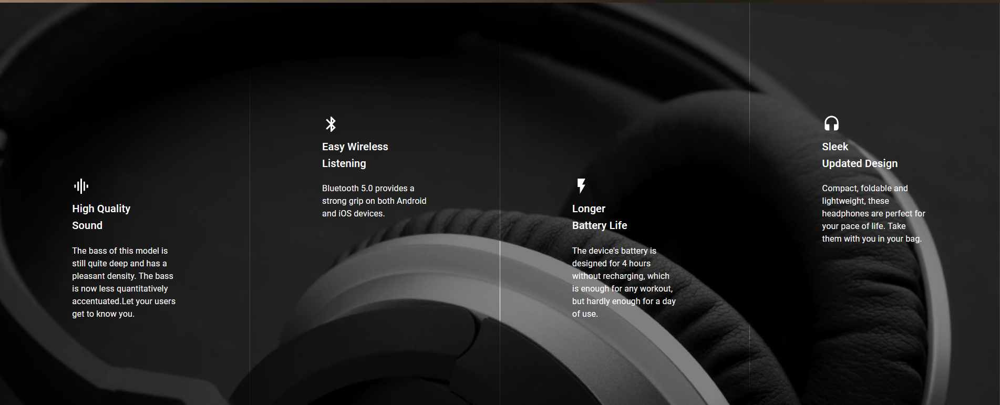 High Quality
Sound
The bass of this model is
still quite deep and has a
pleasant density. The bass
is now less quantitatively
accentuated.Let your users
get to know you.
Easy Wireless
Listening
Bluetooth 5.0 provides a
strong grip on both Android
and iOS devices.
Longer
Battery Life
The device's battery is
designed for 4 hours
without recharging, which
is enough for any workout,
but hardly enough for a day
of use.
Sleek
Updated Design
Compact, foldable and
lightweight, these
headphones are perfect for
your pace of life. Take
them with you in your bag.